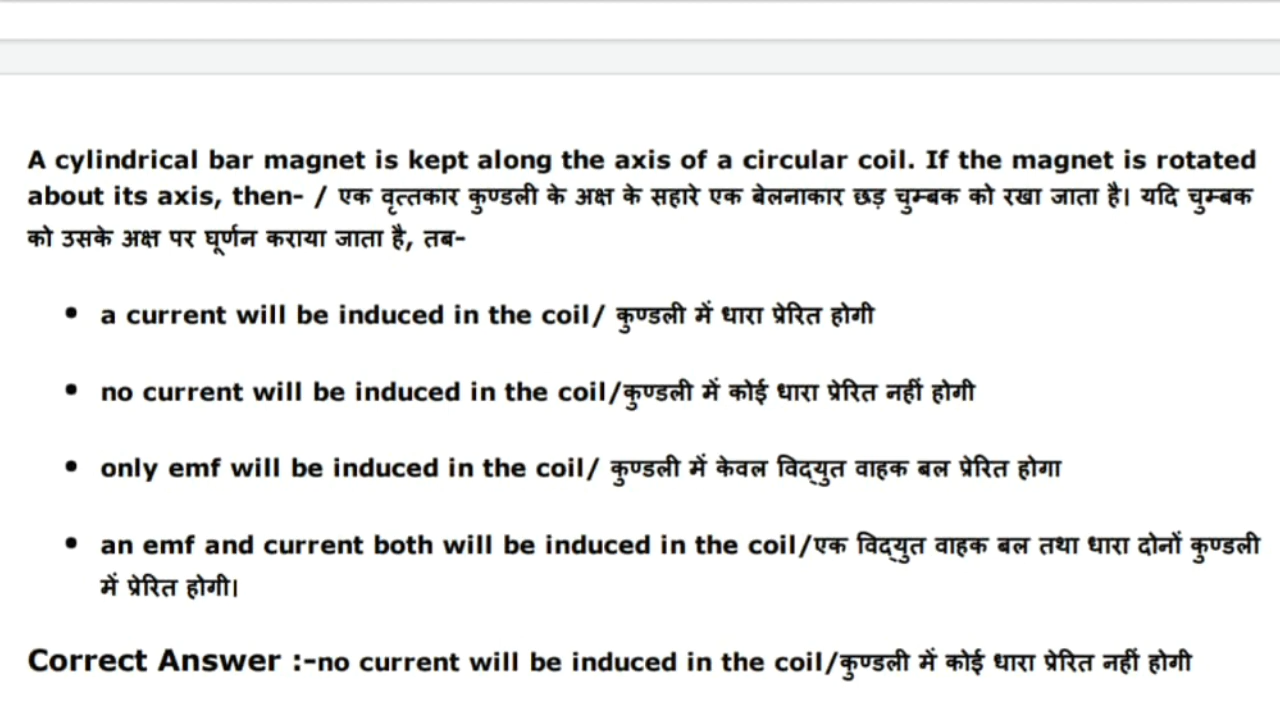 A cylindrical bar magnet is kept along the axis of a circular coil. If the magnet is rotated
about its axis, then- / एक वृत्तकार कुण्डली के अक्ष के सहारे एक बेलनाकार छड़ चुम्बक को रखा जाता है। यदि चुम्बक
को उसके अक्ष पर घूर्णन कराया जाता है, तब-
• a current will be induced in the coil/ कुण्डली में धारा प्रेरित होगी
• no current will be induced in the coil/कुण्डली में कोई धारा प्रेरित नहीं होगी
• only emf will be induced in the coil/ कुण्डली में केवल विद्युत वाहक बल प्रेरित होगा
• an emf and current both will be induced in the coil/एक विद्युत वाहक बल तथा धारा दोनों कुण्डली
में प्रेरित होगी।
Correct Answer :-no current will be induced in the coil/कुण्डली में कोई धारा प्रेरित नहीं होगी